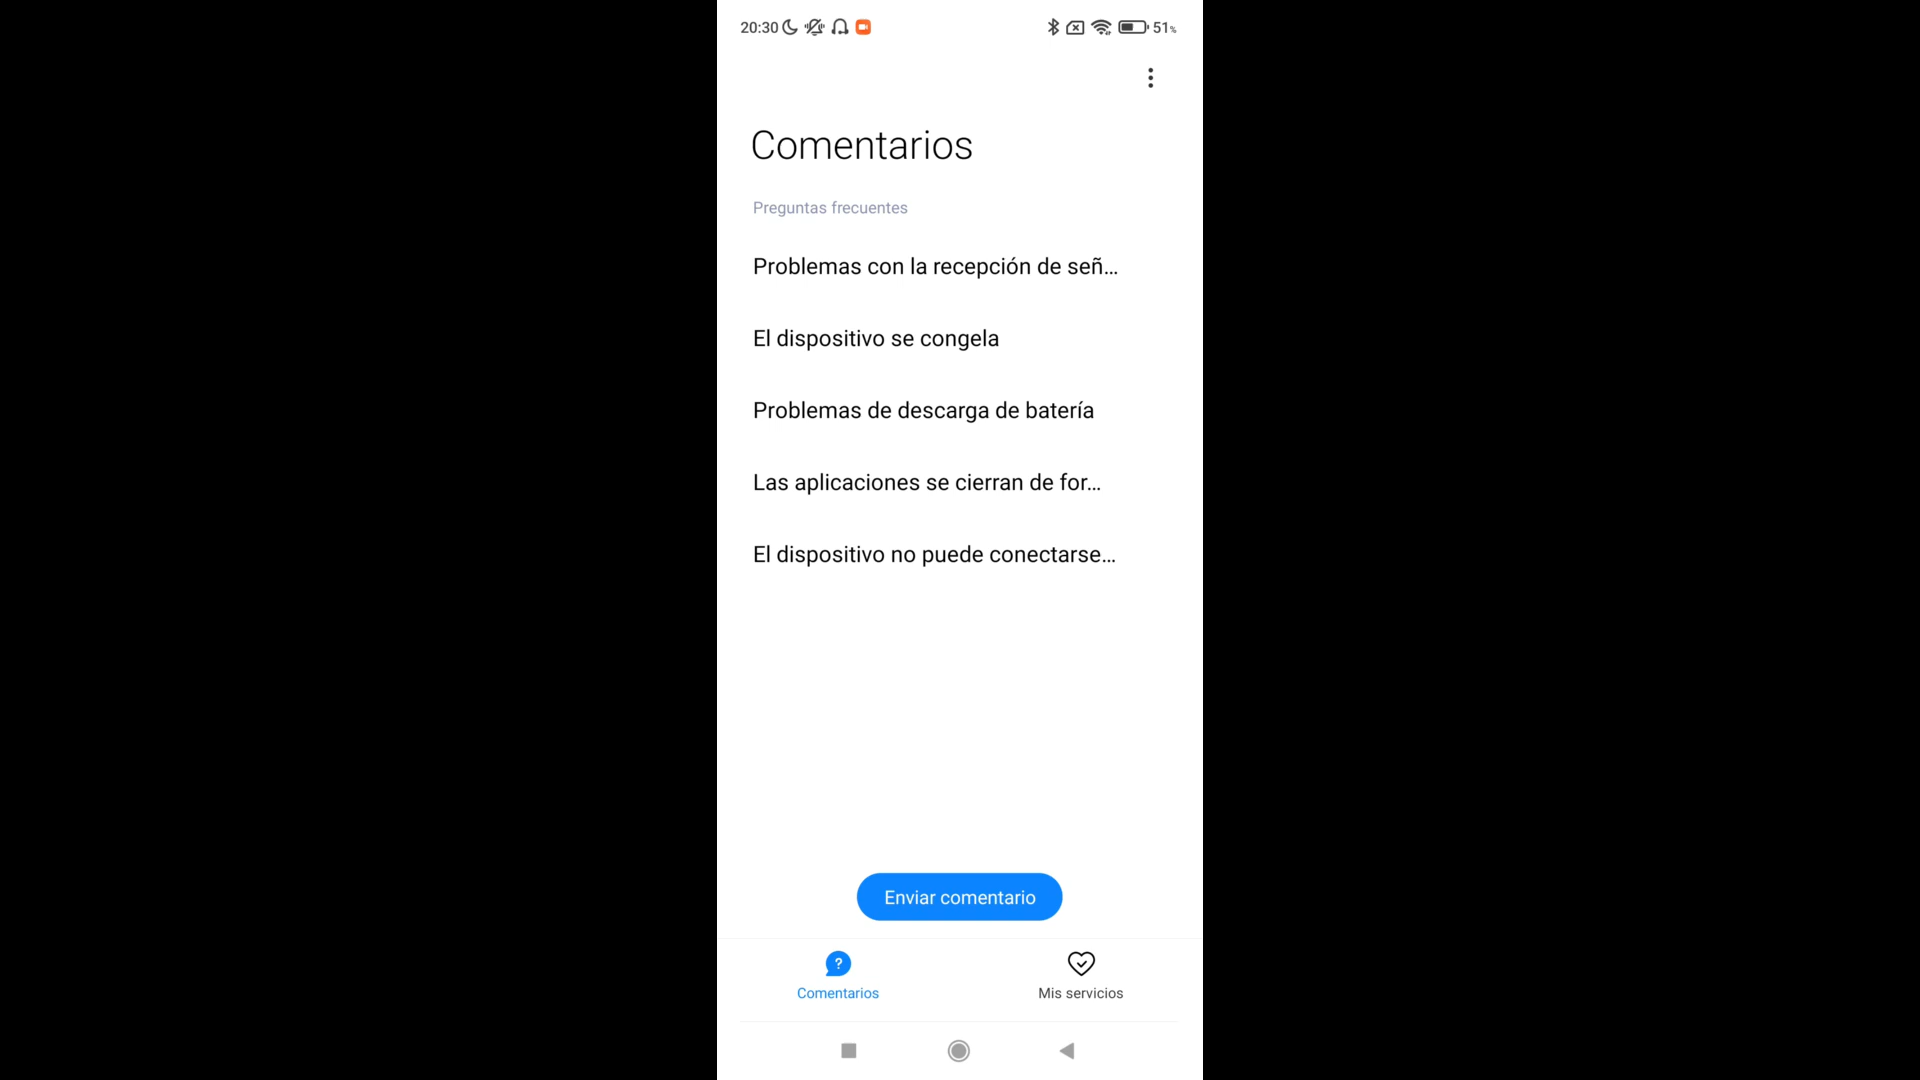 20:30 51%
Comentarios
Preguntas frecuentes
Problemas con la recepción de señ...
El dispositivo se congela
Problemas de descarga de batería
Las aplicaciones se cierran de for...
El dispositivo no puede conectarse...
Enviar comentario
Comentarios Mis servicios